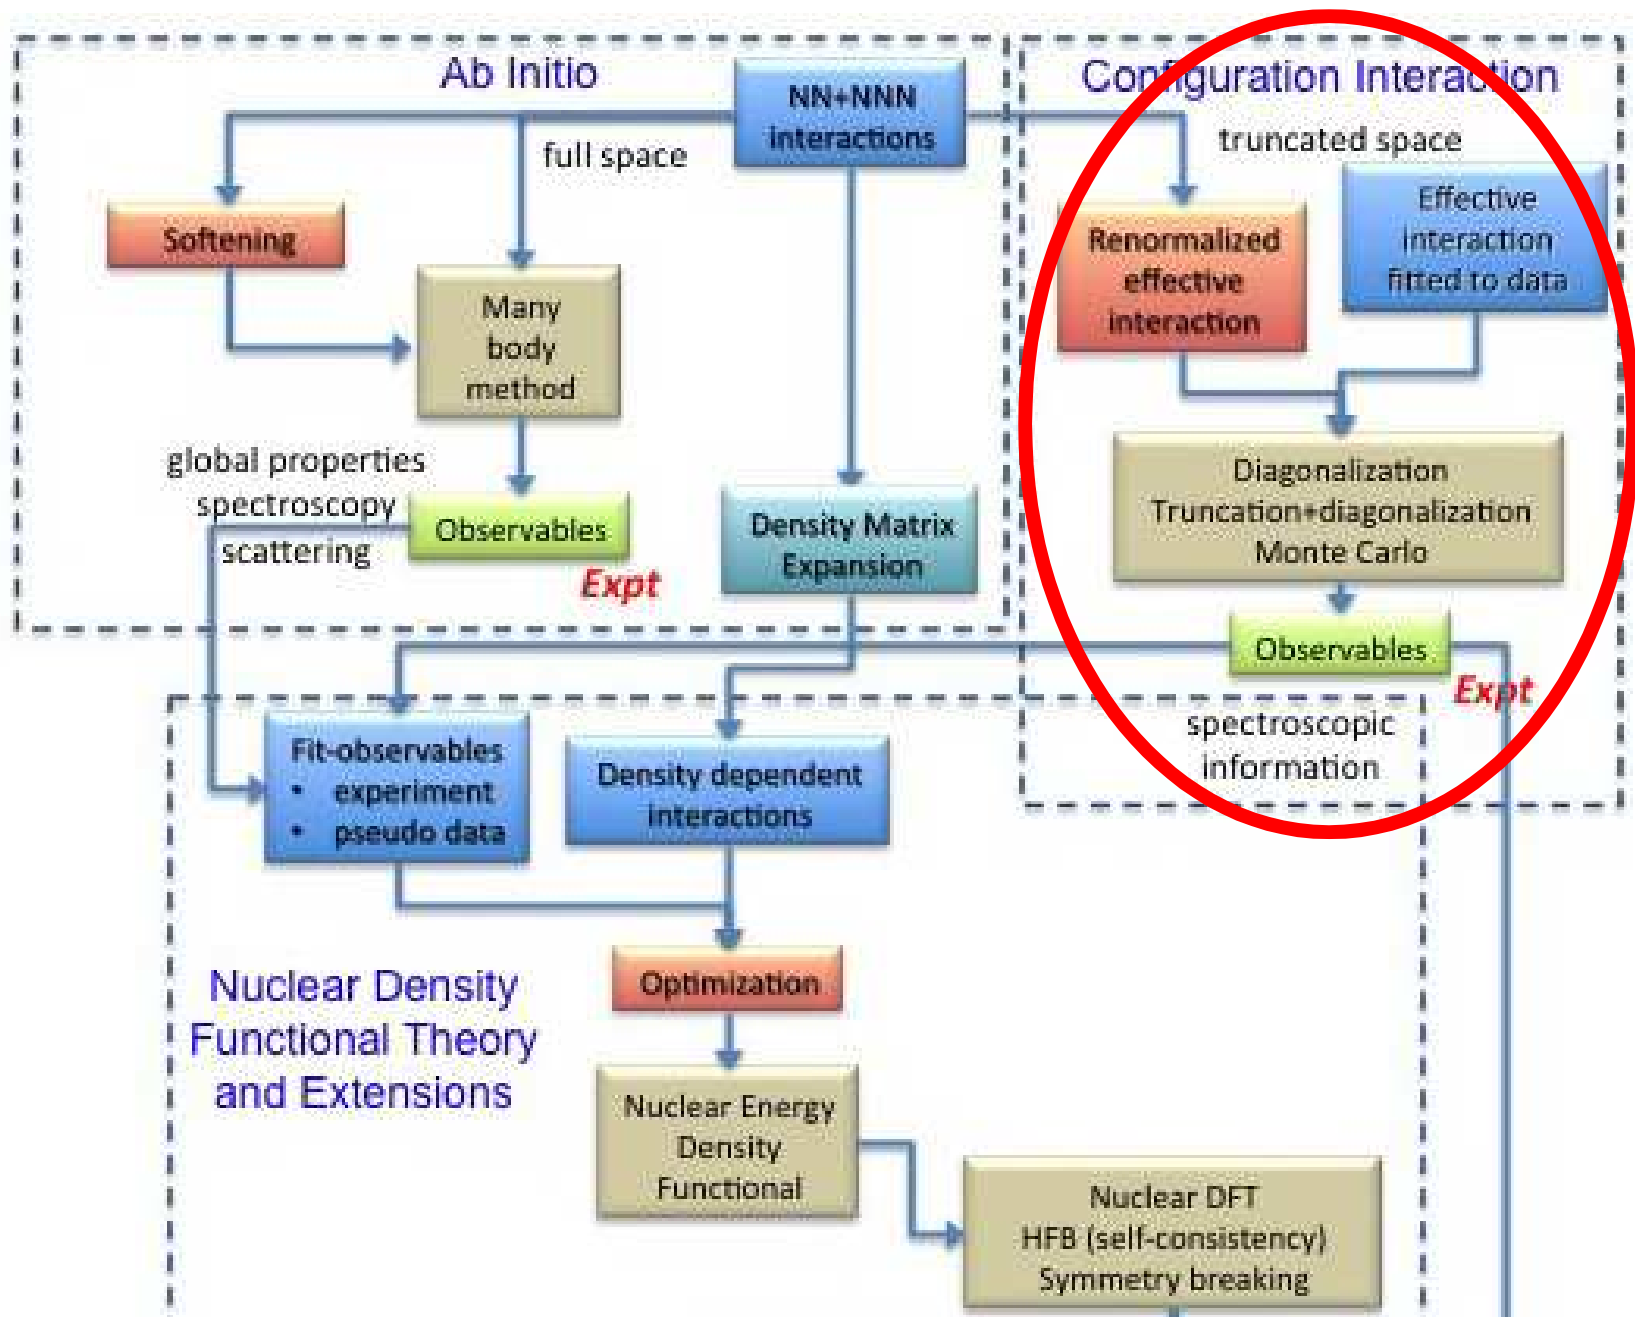 Ab Initio
NN+NNN
interactions
full space
Softening
Many
body
method
global properties
spectroscopy
scattering
Observables
Expt
Density Matrix
Expansion
Configuration Interaction
truncated space
Renormalized
effective
interaction
Effective
interaction
fitted to data
Diagonalization
Truncation+diagonalization
Monte Carlo
Observables
Expt
spectroscopic
information
Fit-observables
• experiment
• pseudo data
Density dependent
interactions
Optimization
Nuclear Density
Functional Theory
and Extensions
Nuclear Energy
Density
Functional
Nuclear DFT
HFB (self-consistency)
Symmetry breaking